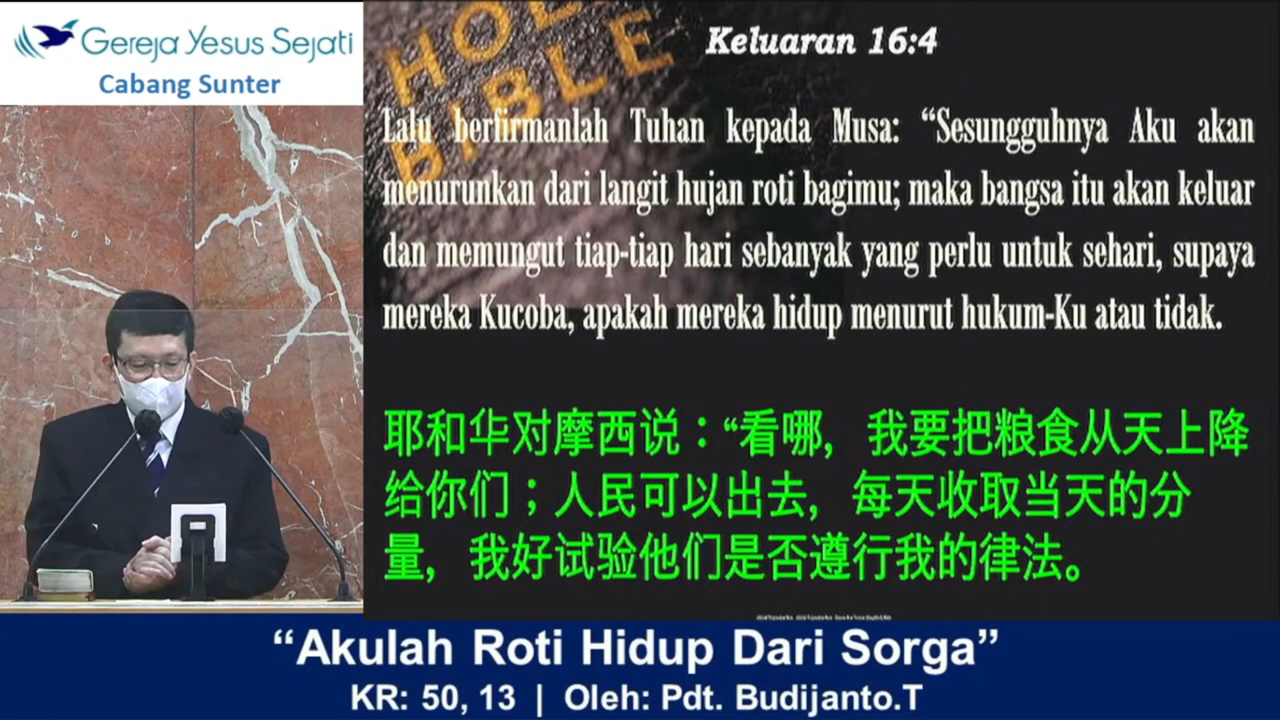 Gereja Yesus Sejati
Cabang Sunter
HOLY
BIBLE
Keluaran 16:4
Lalu berfirmanlah Tuhan kepada Musa: “Sesungguhnya Aku akan
menurunkan dari langit hujan roti bagimu; maka bangsa itu akan keluar
dan memungut tiap-tiap hari sebanyak yang perlu untuk sehari, supaya
mereka Kucoba, apakah mereka hidup menurut hukum-Ku atau tidak.
耶和华对摩西说：“看哪，我要把粮食从天上降
给你们；人民可以出去，每天收取当天的分
量，我好试验他们是否遵行我的律法。
“Akulah Roti Hidup Dari Sorga”
KR: 50, 13 | Oleh: Pdt. Budijanto.T